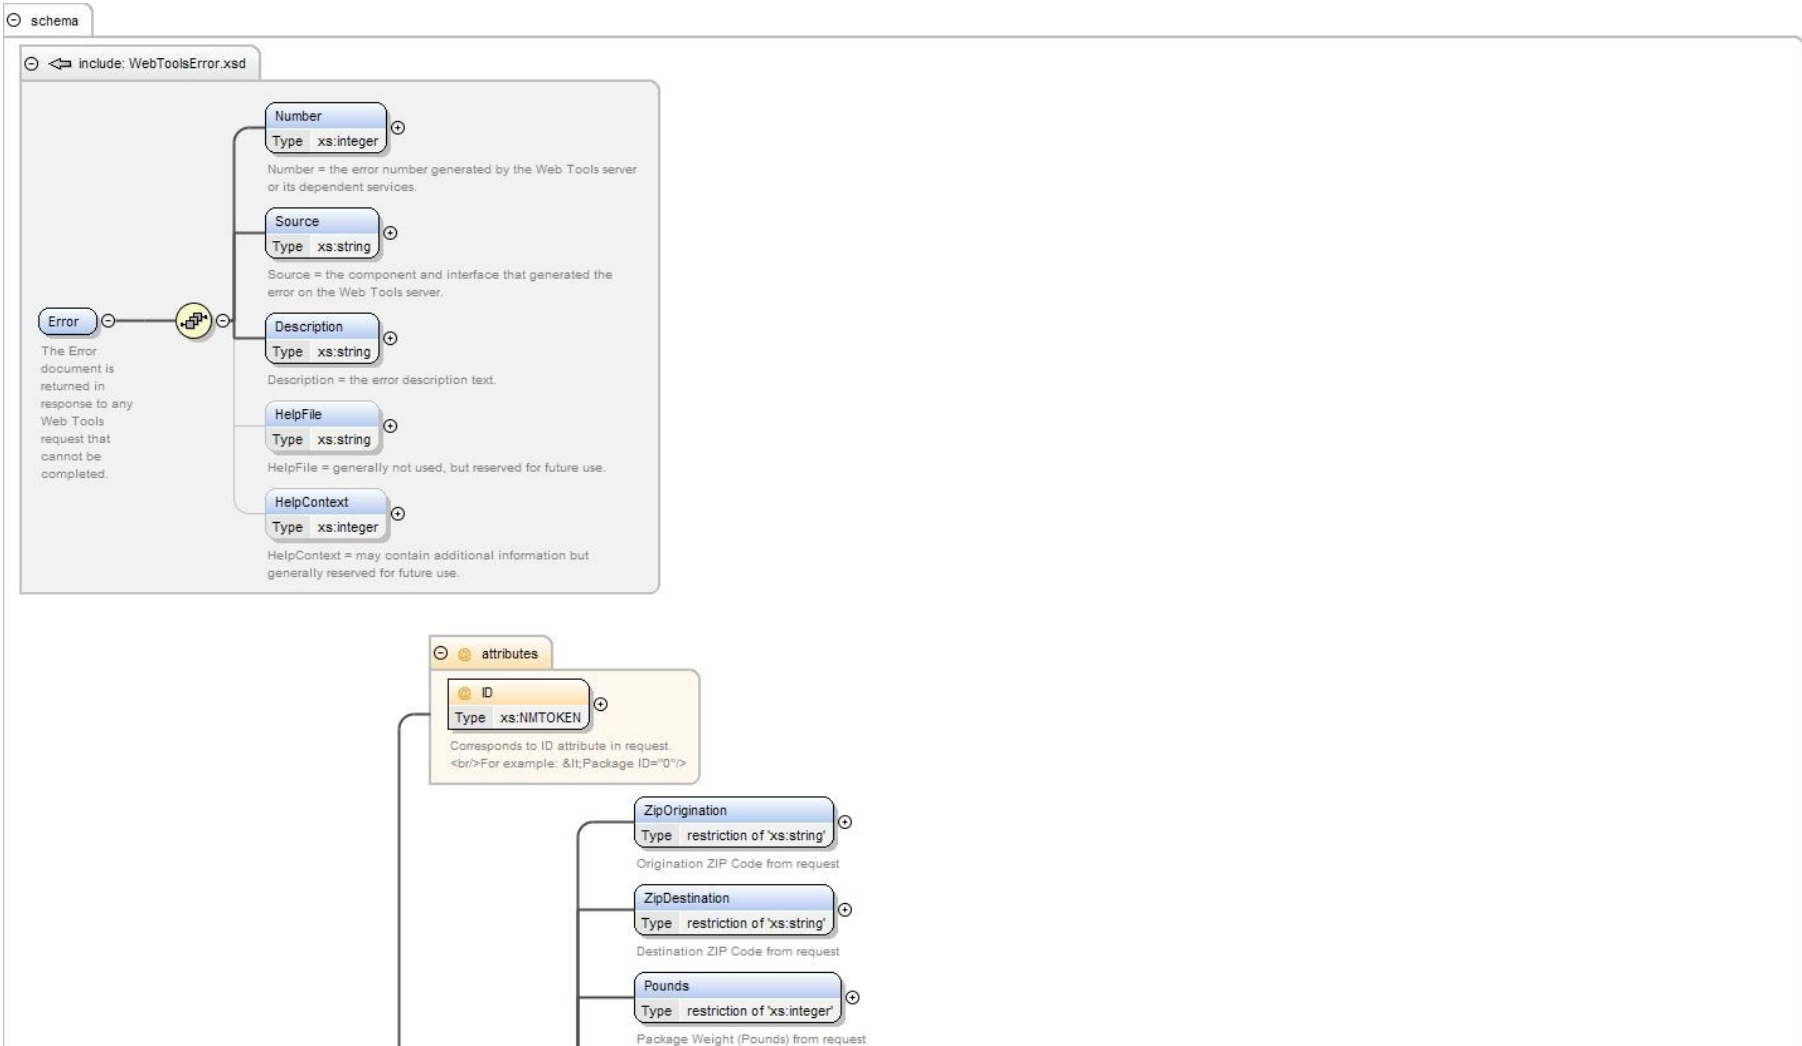 schema
include: WebToolsError.xsd
Number
Type xs:integer
Number = the error number generated by the Web Tools server
or its dependent services.
Source
Type xs:string
Source = the component and interface that generated the
error on the Web Tools server.
Error
The Error
document is
returned in
response to any
Web Tools
request that
cannot be
completed.
Description
Type xs:string
Description = the error description text.
HelpFile
Type xs:string
HelpFile = generally not used, but reserved for future use.
HelpContext
Type xs:integer
HelpContext = may contain additional information but
generally reserved for future use.
@ attributes
@ ID
Type xs:NMTOKEN
Corresponds to ID attribute in request.
<br/>For example: &lt;Package ID="0"/>
ZipOrigination
Type restriction of 'xs:string'
Origination ZIP Code from request
ZipDestination
Type restriction of 'xs:string'
Destination ZIP Code from request
Pounds
Type restriction of 'xs:integer'
Package Weight (Pounds) from request